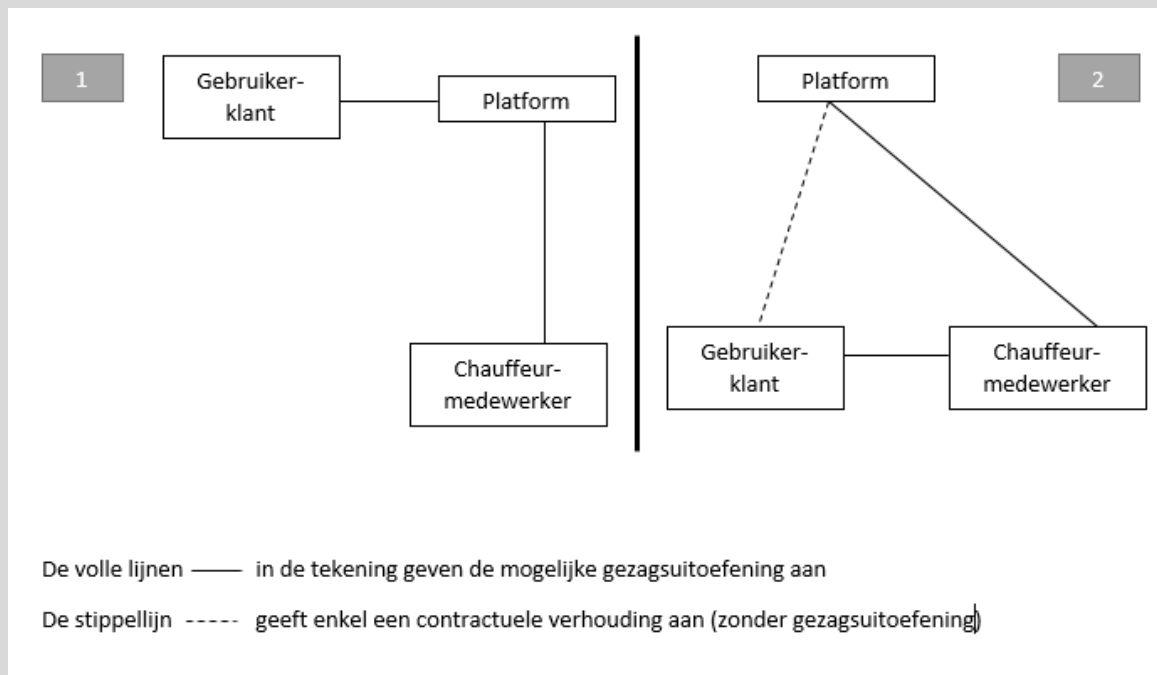 1
Gebruiker-
klant
Platform
Chauffeur-
medewerker
Platform
2
Gebruiker-
klant
Chauffeur-
medewerker
De volle lijnen in de tekening geven de mogelijke gezagsuitoefening aan
De stippellijn geeft enkel een contractuele verhouding aan (zonder gezagsuitoefening)